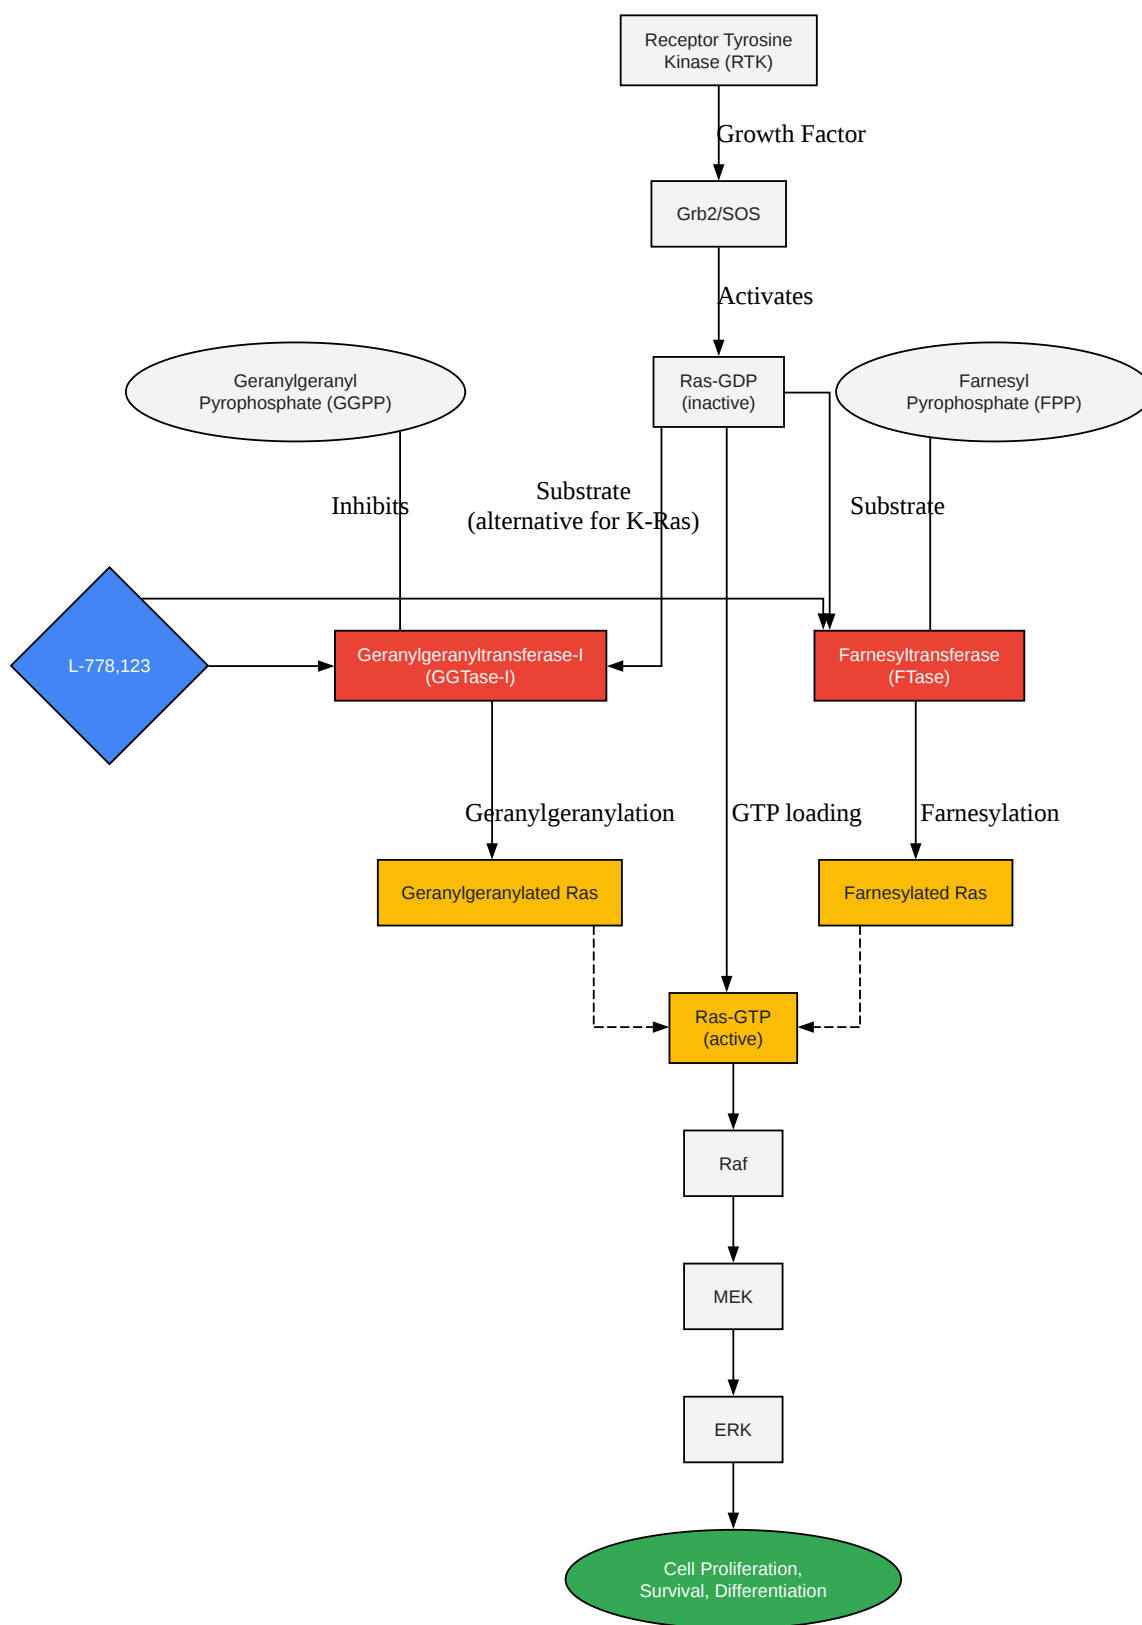 Receptor Tyrosine
Kinase (RTK)
Growth Factor
Grb2/SOS
Activates
Geranylgeranyl
Pyrophosphate (GGPP)
Ras-GDP
(inactive)
Farnesyl
Pyrophosphate (FPP)
Inhibits
Substrate
(alternative for K-Ras)
Substrate
L-778,123
Geranylgeranyltransferase-I
(GGTase-I)
Farnesyltransferase
(FTase)
Geranylgeranylation
GTP loading
Farnesylation
Geranylgeranylated Ras
Farnesylated Ras
Ras-GTP
(active)
Raf
MEK
ERK
Cell Proliferation,
Survival, Differentiation